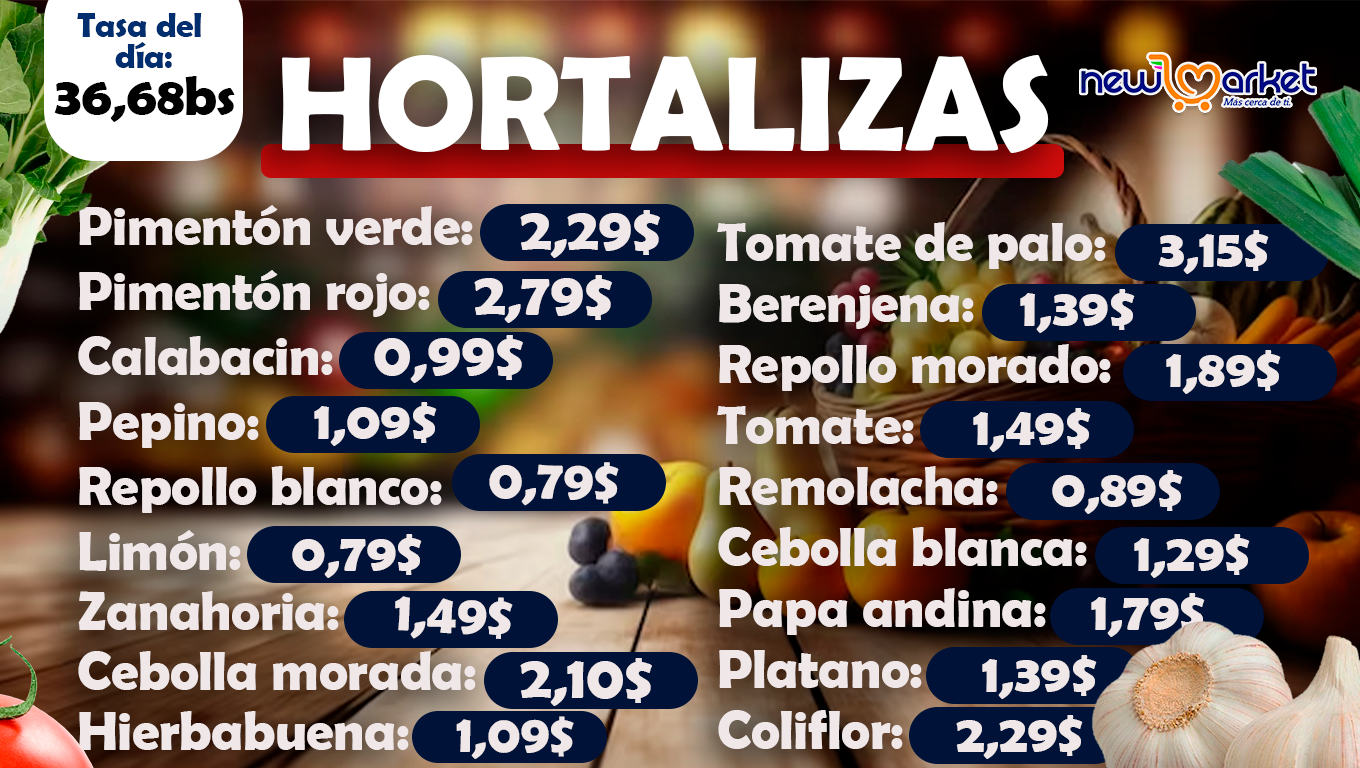 Tasa del
día:
36,68bs
HORTALIZAS
new market
Más cerca de ti.
Pimentón verde: 2,29$
Pimentón rojo: 2,79$
Calabacin: 0,99$
Pepino: 1,09$
Repollo blanco: 0,79$
Limón: 0,79$
Zanahoria: 1,49$
Cebolla morada: 2,10$
Hierbabuena: 1,09$
Tomate de palo: 3,15$
Berenjena: 1,39$
Repollo morado: 1,89$
Tomate: 1,49$
Remolacha: 0,89$
Cebolla blanca: 1,29$
Papa andina: 1,79$
Platano: 1,39$
Coliflor: 2,29$